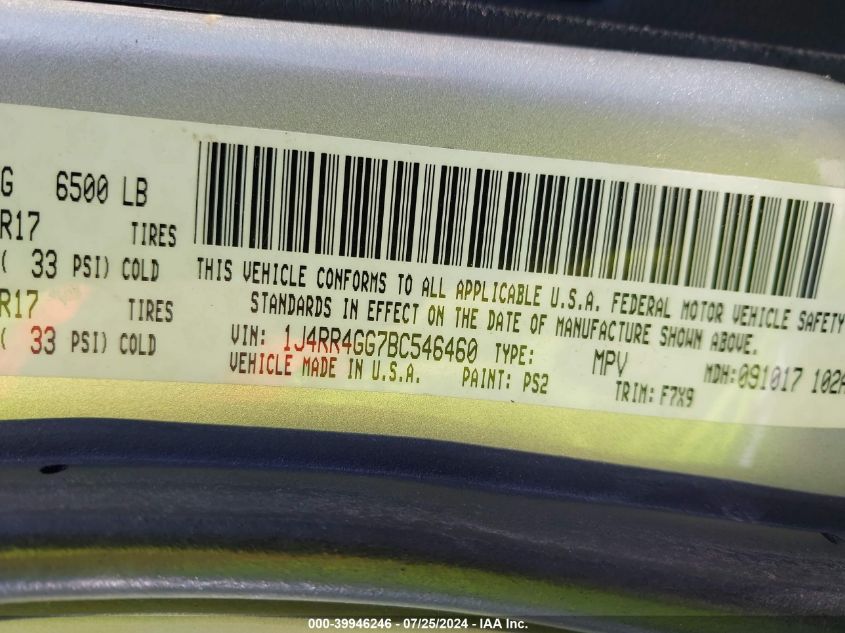 G 6500 LB
R17 TIRES
( 33 PSI) COLD
R17 TIRES
( 33 PSI) COLD
THIS VEHICLE CONFORMS TO ALL APPLICABLE U.S.A. FEDERAL MOTOR VEHICLE SAFETY
STANDARDS IN EFFECT ON THE DATE OF MANUFACTURE SHOWN ABOVE.
VIN: 1J4RR4GG7BC546460 TYPE: MPV MDH:091017 102A
VEHICLE MADE IN U.S.A. PAINT: PS2 TRIM: F7X9
000-39946246 - 07/25/2024 - IAA Inc.